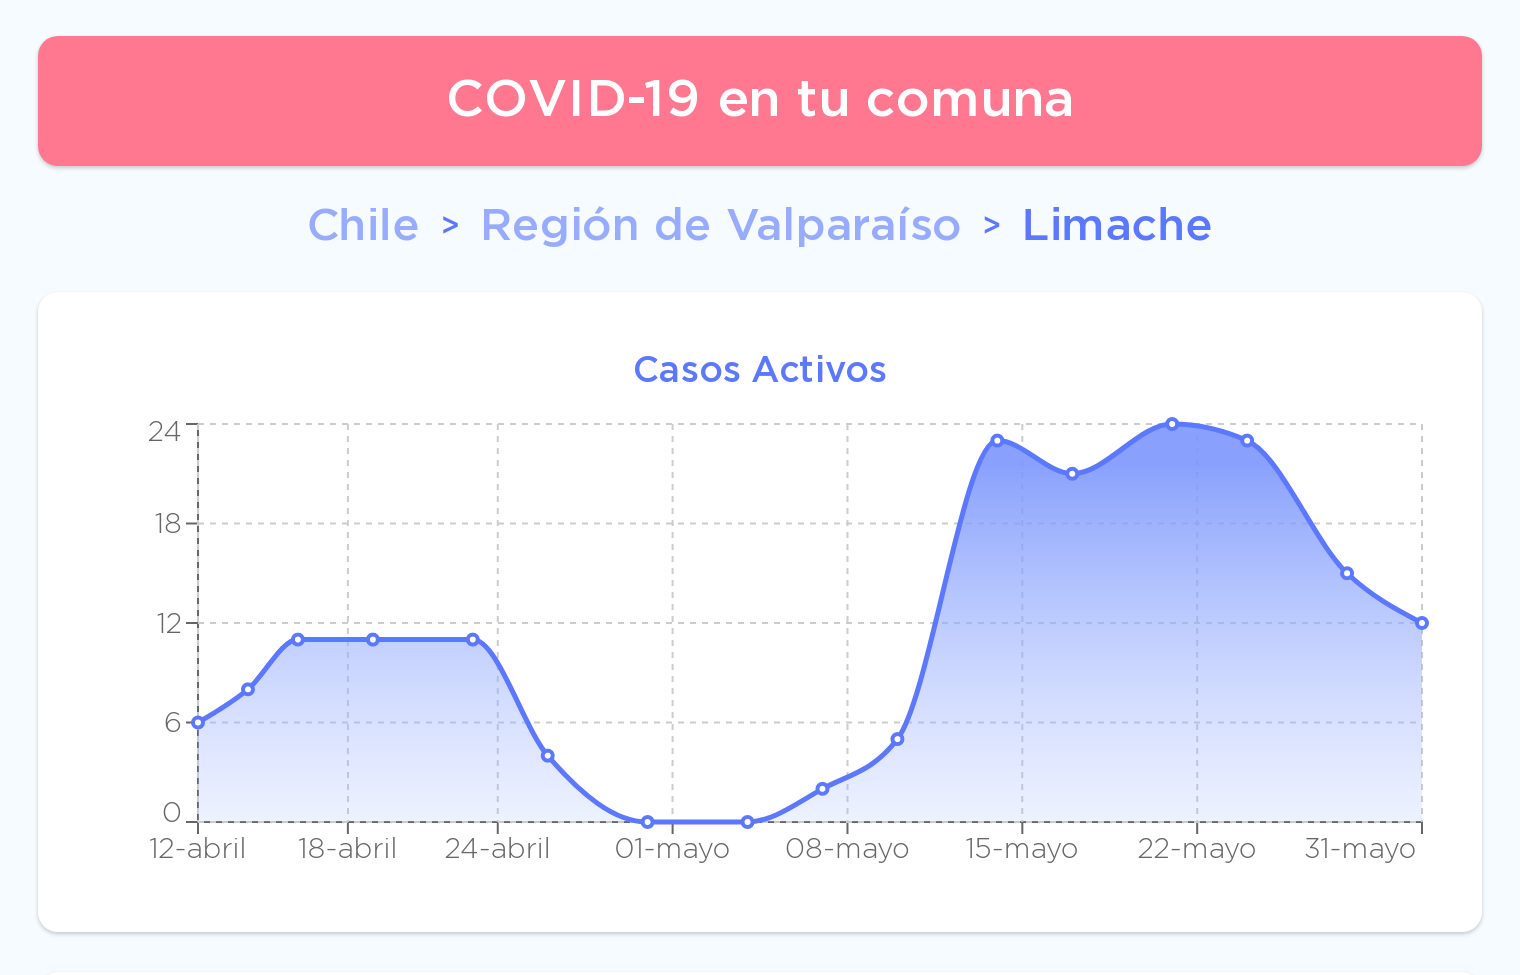 COVID-19 en tu comuna
Chile > Región de Valparaíso > Limache
Casos Activos
24
18
12
6
0
12-abril 18-abril 24-abril 01-mayo 08-mayo 15-mayo 22-mayo 31-mayo